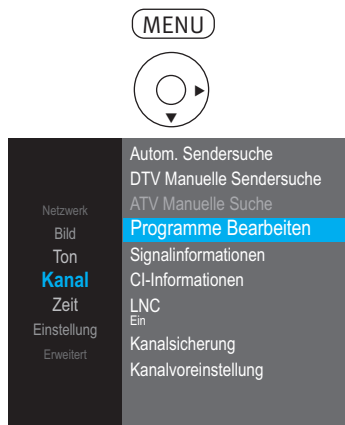 MENU
Netzwerk
Bild
Ton
Kanal
Zeit
Einstellung
Erweitert
Autom. Sendersuche
DTV Manuelle Sendersuche
ATV Manuelle Suche
Programme Bearbeiten
Signalinformationen
CI-Informationen
LNC
Ein
Kanalsicherung
Kanalvoreinstellung